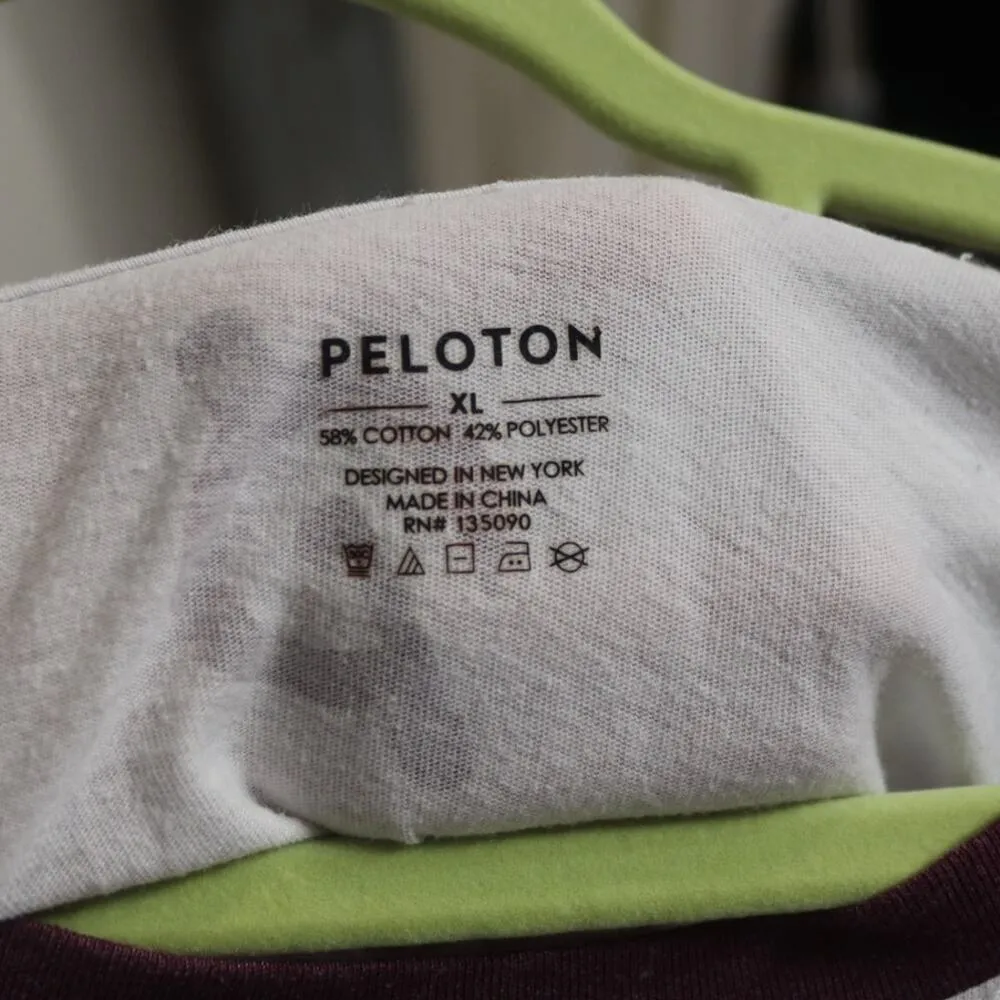 PELOTON
XL
58% COTTON 42% POLYESTER
DESIGNED IN NEW YORK
MADE IN CHINA
RN# 135090